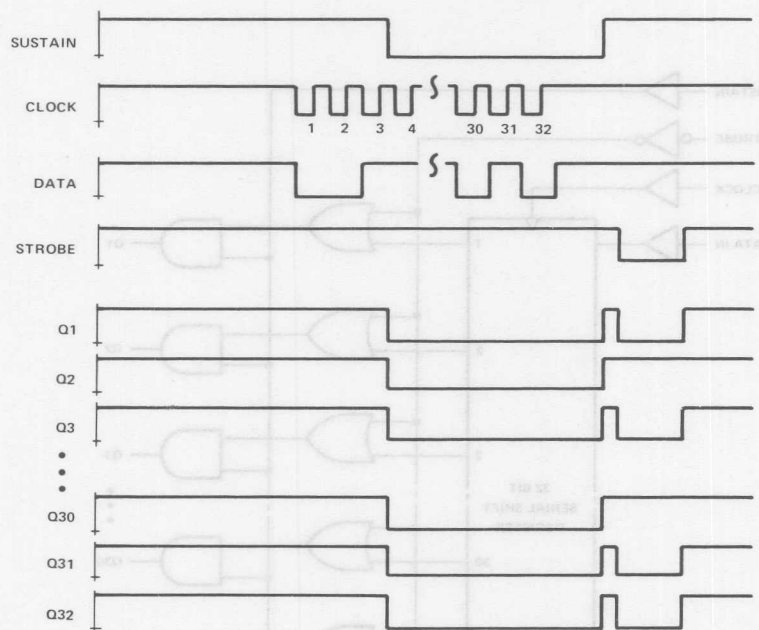 SUSTAIN
CLOCK
1 2 3 4 30 31 32
DATA
STROBE
Q1
Q2
Q3
Q30
Q31
Q32